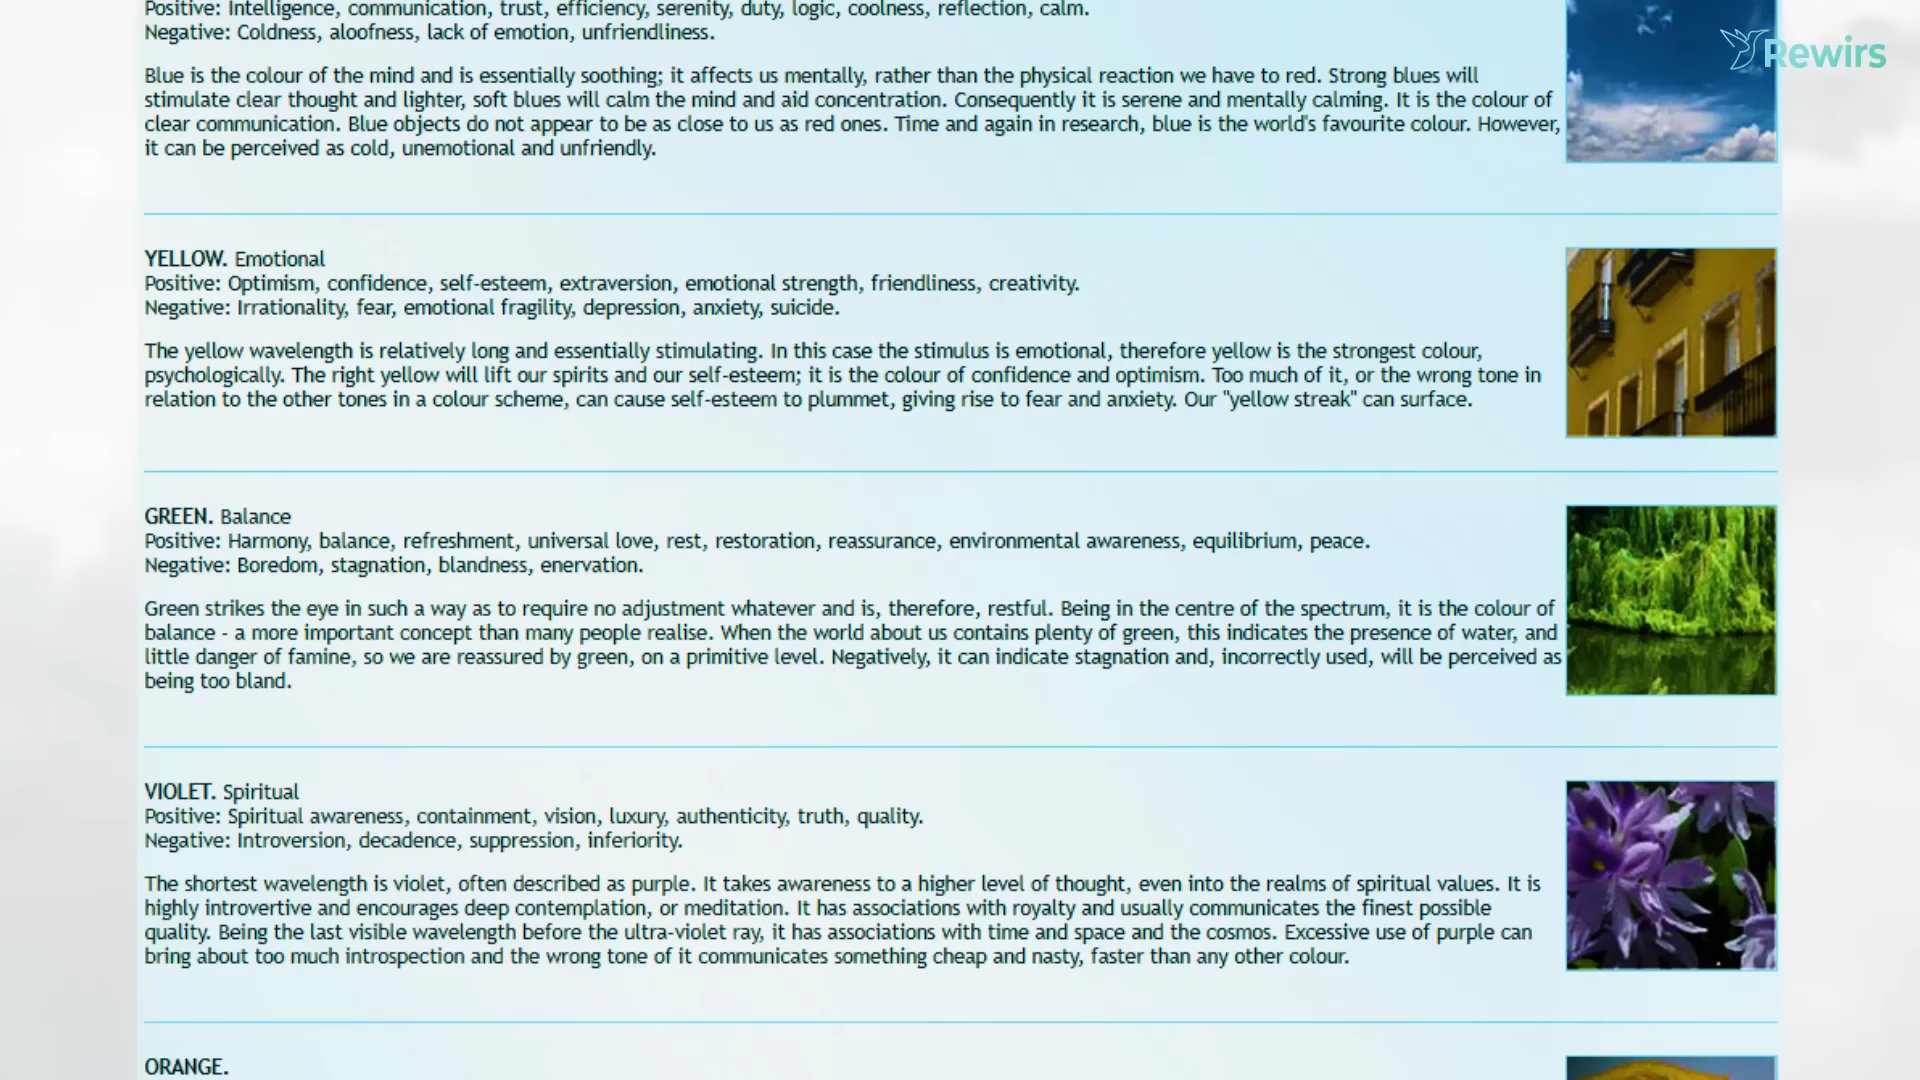 Positive: Intelligence, communication, trust, efficiency, serenity, duty, logic, coolness, reflection, calm.
Negative: Coldness, aloofness, lack of emotion, unfriendliness.
Rewirs
Blue is the colour of the mind and is essentially soothing; it affects us mentally, rather than the physical reaction we have to red. Strong blues will
stimulate clear thought and lighter, soft blues will calm the mind and aid concentration. Consequently it is serene and mentally calming. It is the colour of
clear communication. Blue objects do not appear to be as close to us as red ones. Time and again in research, blue is the world's favourite colour. However,
it can be perceived as cold, unemotional and unfriendly.
YELLOW. Emotional
Positive: Optimism, confidence, self-esteem, extraversion, emotional strength, friendliness, creativity.
Negative: Irrationality, fear, emotional fragility, depression, anxiety, suicide.
The yellow wavelength is relatively long and essentially stimulating. In this case the stimulus is emotional, therefore yellow is the strongest colour,
psychologically. The right yellow will lift our spirits and our self-esteem; it is the colour of confidence and optimism. Too much of it, or the wrong tone in
relation to the other tones in a colour scheme, can cause self-esteem to plummet, giving rise to fear and anxiety. Our "yellow streak" can surface.
GREEN. Balance
Positive: Harmony, balance, refreshment, universal love, rest, restoration, reassurance, environmental awareness, equilibrium, peace.
Negative: Boredom, stagnation, blandness, enervation.
Green strikes the eye in such a way as to require no adjustment whatever and is, therefore, restful. Being in the centre of the spectrum, it is the colour of
balance - a more important concept than many people realise. When the world about us contains plenty of green, this indicates the presence of water, and
little danger of famine, so we are reassured by green, on a primitive level. Negatively, it can indicate stagnation and, incorrectly used, will be perceived as
being too bland.
VIOLET. Spiritual
Positive: Spiritual awareness, containment, vision, luxury, authenticity, truth, quality.
Negative: Introversion, decadence, suppression, inferiority.
The shortest wavelength is violet, often described as purple. It takes awareness to a higher level of thought, even into the realms of spiritual values. It is
highly introvertive and encourages deep contemplation, or meditation. It has associations with royalty and usually communicates the finest possible
quality. Being the last visible wavelength before the ultra-violet ray, it has associations with time and space and the cosmos. Excessive use of purple can
bring about too much introspection and the wrong tone of it communicates something cheap and nasty, faster than any other colour.
ORANGE.